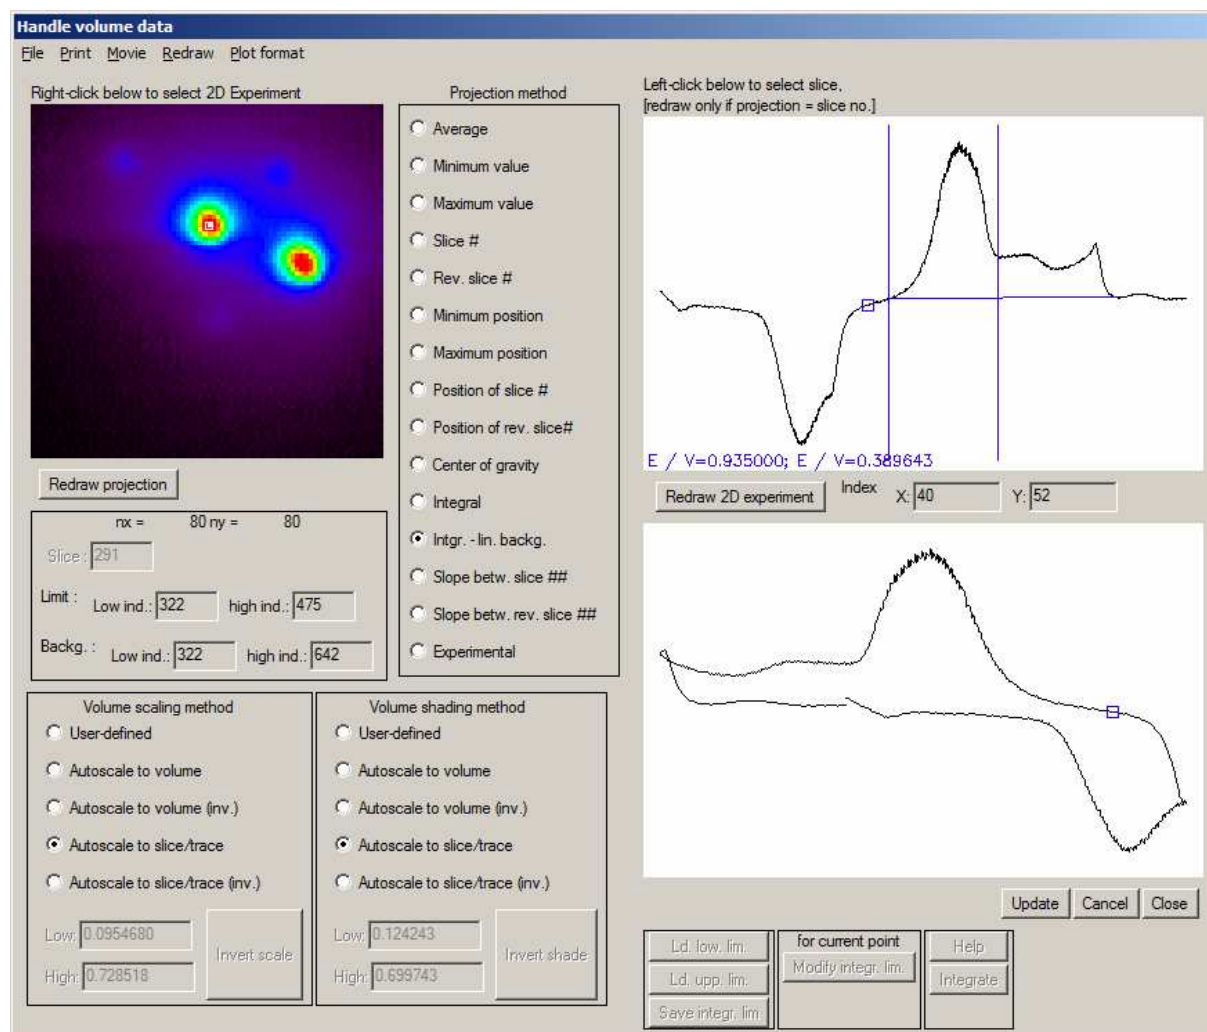 Handle volume data
File Print Movie Redraw Plot format
Right-click below to select 2D Experiment
Redraw projection
nx = 80 ny = 80
Slice : 291
Limit : Low ind.: 322 high ind.: 475
Backg. : Low ind.: 322 high ind.: 642
Projection method
Average
Minimum value
Maximum value
Slice #
Rev. slice #
Minimum position
Maximum position
Position of slice #
Position of rev. slice#
Center of gravity
Integral
Intgr. - lin. backg.
Slope betw. slice ##
Slope betw. rev. slice ##
Experimental
Left-click below to select slice,
[redraw only if projection = slice no.]
E / V=0.935000; E / V=0.389643
Redraw 2D experiment Index X: 40 Y: 52
Volume scaling method
User-defined
Autoscale to volume
Autoscale to volume (inv.)
Autoscale to slice/trace
Autoscale to slice/trace (inv.)
Low: 0.0954680
High: 0.728518
Invert scale
Volume shading method
User-defined
Autoscale to volume
Autoscale to volume (inv.)
Autoscale to slice/trace
Autoscale to slice/trace (inv.)
Low: 0.124243
High: 0.699743
Invert shade
Update Cancel Close
Ld. low. lim.
Ld. upp. lim.
Save integr. lim
for current point
Modify integr. lim.
Help
Integrate